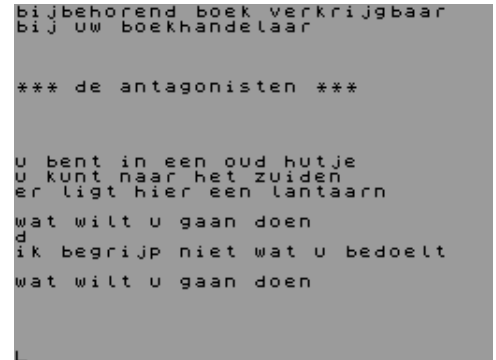 bijbehorend boek verkrijgbaar
bij uw boekhandelaar
*** de antagonisten ***
u bent in een oud hutje
u kunt naar het zuiden
er ligt hier een lantaarn
wat wilt u gaan doen
d
ik begrijp niet wat u bedoelt
wat wilt u gaan doen